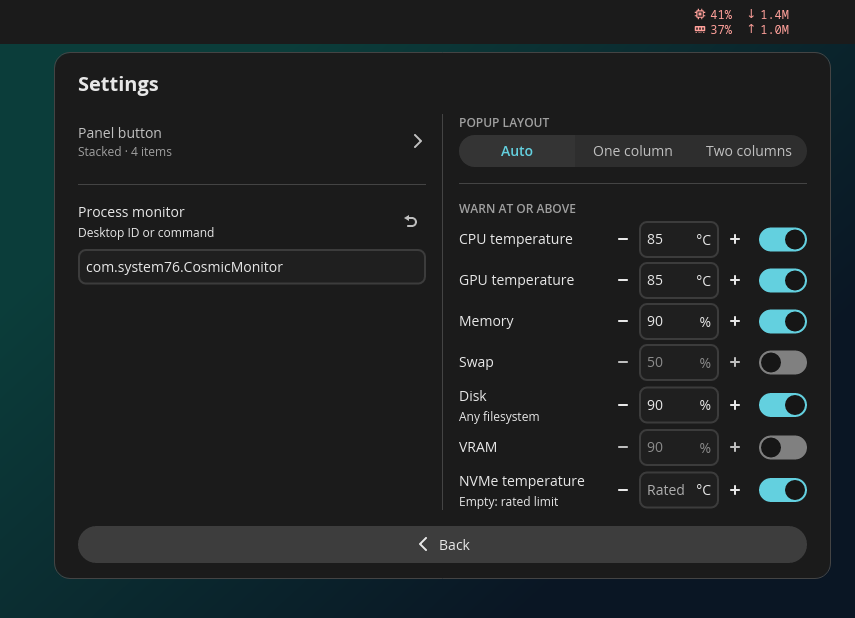 41% ↓ 1.4M
37% ↑ 1.0M
Settings
Panel button
Stacked · 4 items
Process monitor
Desktop ID or command
com.system76.CosmicMonitor
POPUP LAYOUT
Auto One column Two columns
WARN AT OR ABOVE
CPU temperature − 85 °C +
GPU temperature − 85 °C +
Memory − 90 % +
Swap − 50 % +
Disk
Any filesystem
− 90 % +
VRAM − 90 % +
NVMe temperature
Empty: rated limit
− Rated °C +
Back